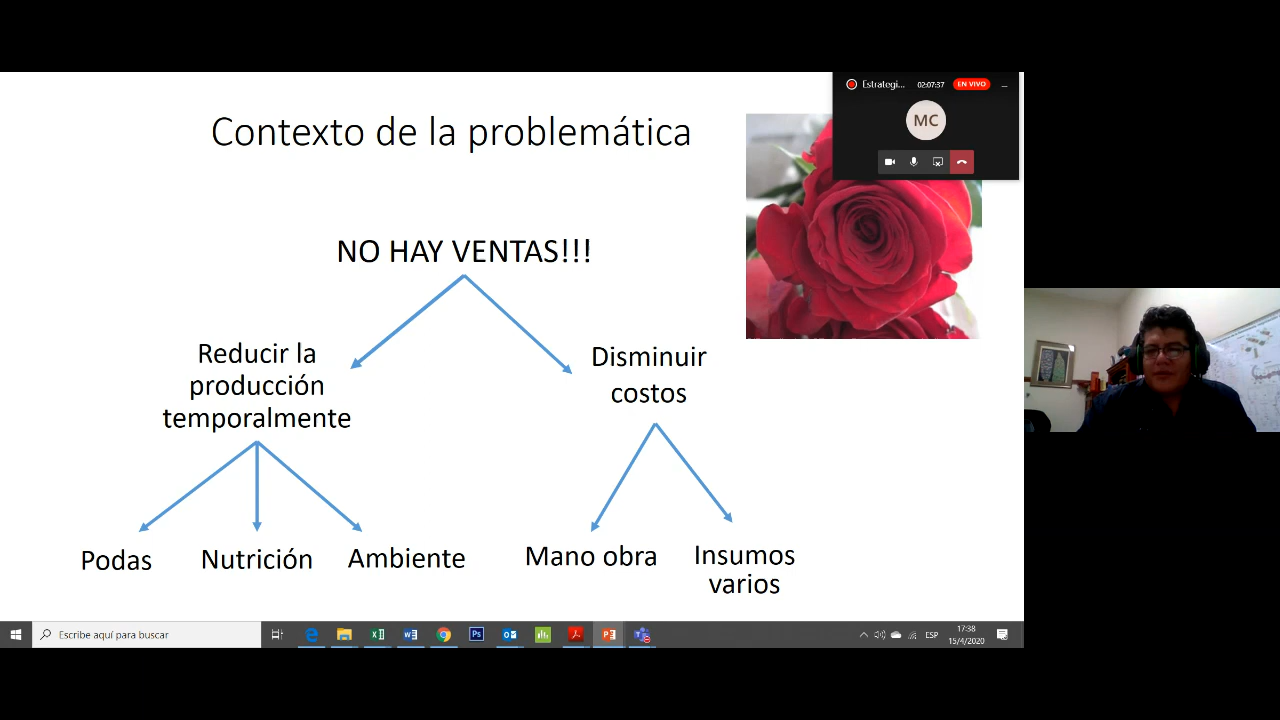 Estrategi...
02:07:37
EN VIVO
MC
Contexto de la problemática
NO HAY VENTAS!!!
Reducir la
producción
temporalmente
Disminuir
costos
Podas
Nutrición
Ambiente
Mano obra
Insumos
varios
Escribe aquí para buscar
Ps
ESP
17:38
15/4/2020